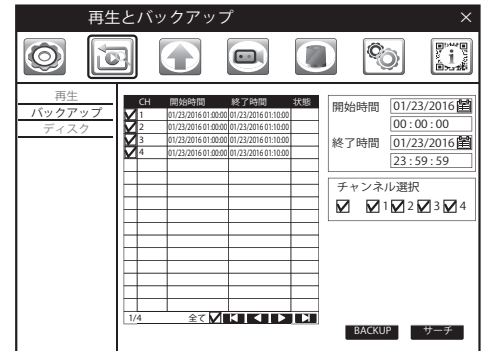 再生とバックアップ ×
再生
バックアップ
ディスク
CH 開始時間 終了時間 状態
1 01/23/2016 01:00:00 01/23/2016 01:10:00
2 01/23/2016 01:00:00 01/23/2016 01:10:00
3 01/23/2016 01:00:00 01/23/2016 01:10:00
4 01/23/2016 01:00:00 01/23/2016 01:10:00
1/4 全て
開始時間 01/23/2016
00 : 00 : 00
終了時間 01/23/2016
23 : 59 : 59
チャンネル選択
1 2 3 4
BACKUP サーチ